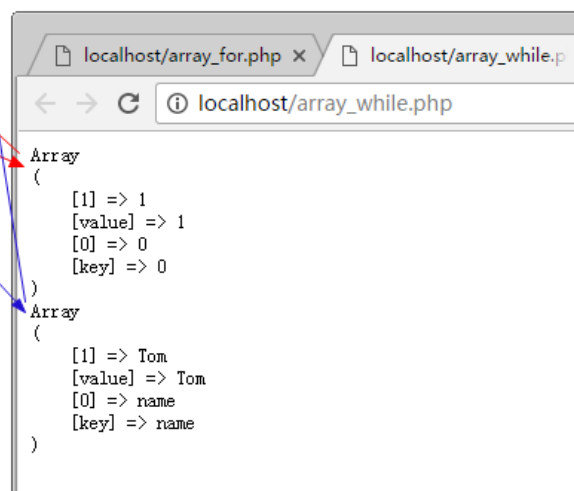 localhost/array_for.php
localhost/array_while.p
localhost/array_while.php
Array
(
[1] => 1
[value] => 1
[0] => 0
[key] => 0
)
Array
(
[1] => Tom
[value] => Tom
[0] => name
[key] => name
)